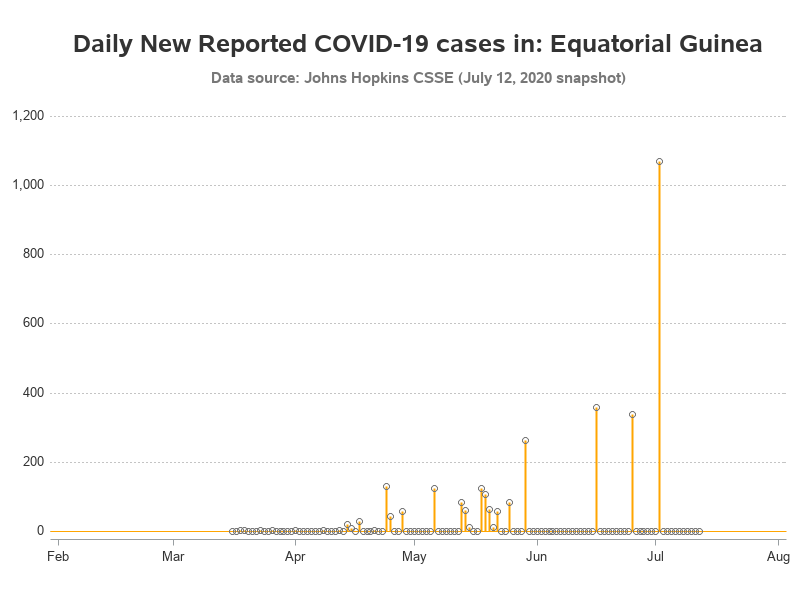 Daily New Reported COVID-19 cases in: Equatorial Guinea
Data source: Johns Hopkins CSSE (July 12, 2020 snapshot)
1,200
1,000
800
600
400
200
0
Feb Mar Apr May Jun Jul Aug